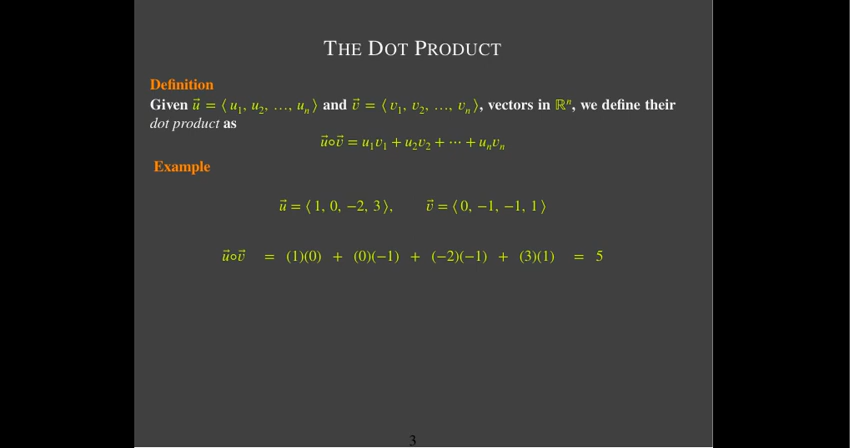 THE DOT PRODUCT
Definition
Given u⃗ = ⟨ u₁, u₂, …, uₙ ⟩ and v⃗ = ⟨ v₁, v₂, …, vₙ ⟩, vectors in ℝⁿ, we define their
dot product as
u⃗∘v⃗ = u₁v₁ + u₂v₂ + ⋯ + uₙvₙ
Example
u⃗ = ⟨ 1, 0, −2, 3 ⟩, v⃗ = ⟨ 0, −1, −1, 1 ⟩
u⃗∘v⃗ = (1)(0) + (0)(−1) + (−2)(−1) + (3)(1) = 5
3